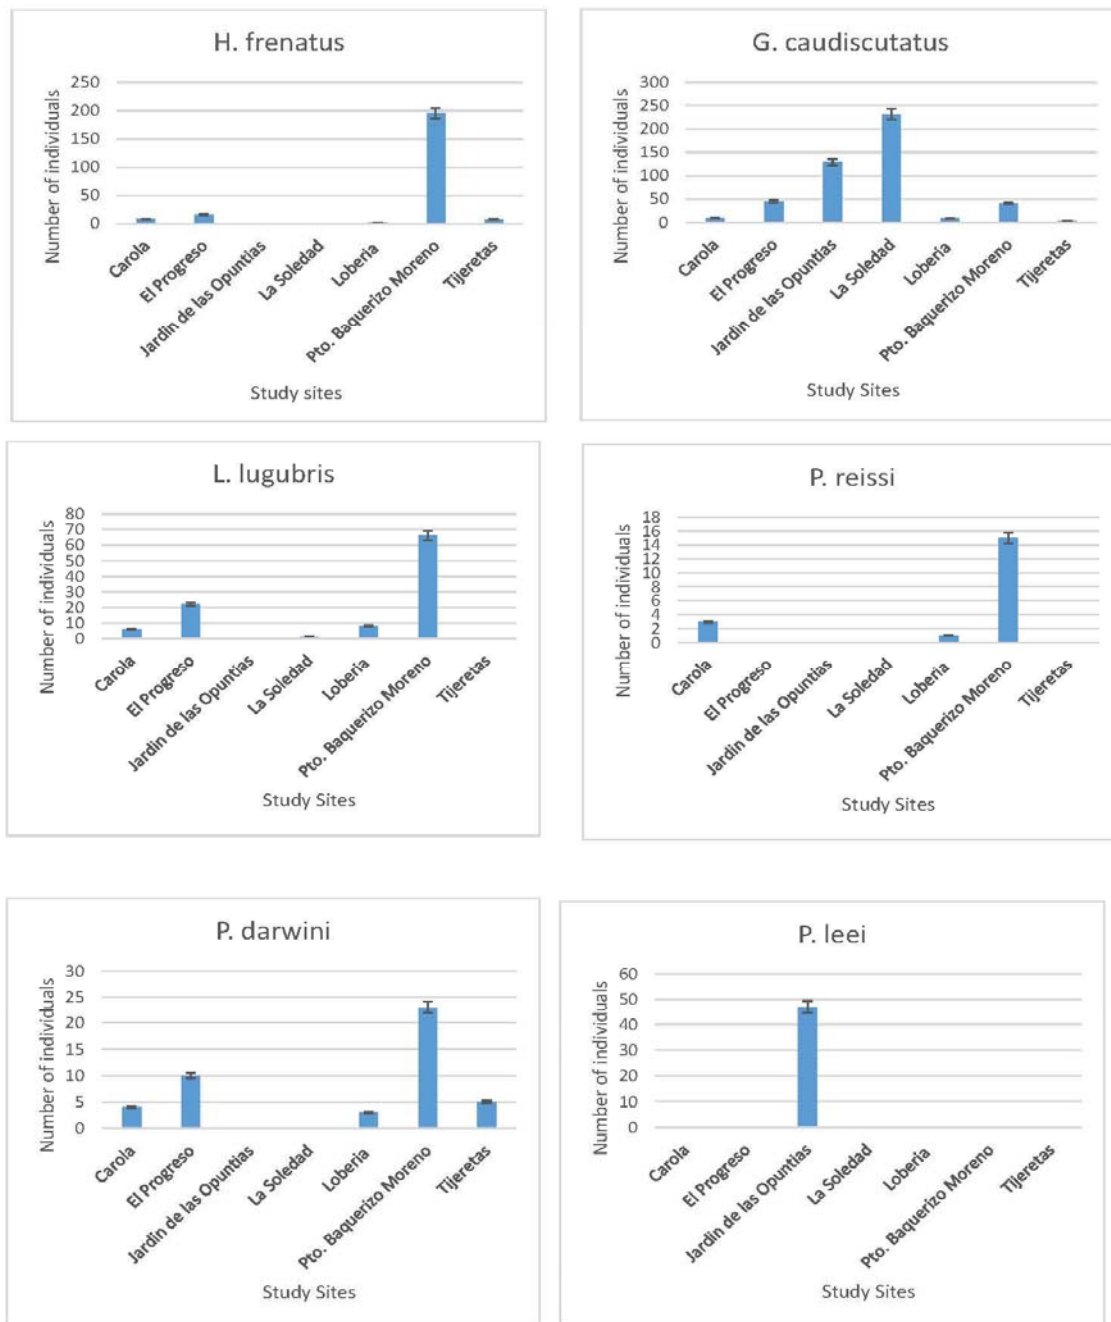 H. frenatus
Number of individuals
250
200
150
100
50
0
Carola
El Progreso
Jardin de las Opuntias
La Soledad
Loberia
Pto. Baquerizo Moreno
Tijeretas
Study sites
G. caudiscutatus
Number of individuals
300
250
200
150
100
50
0
Carola
El Progreso
Jardin de las Opuntias
La Soledad
Loberia
Pto. Baquerizo Moreno
Tijeretas
Study Sites
L. lugubris
Number of individuals
80
70
60
50
40
30
20
10
0
Carola
El Progreso
Jardin de las Opuntias
La Soledad
Loberia
Pto. Baquerizo Moreno
Tijeretas
Study Sites
P. reissi
Number of individuals
18
16
14
12
10
8
6
4
2
0
Carola
El Progreso
Jardin de las Opuntias
La Soledad
Loberia
Pto. Baquerizo Moreno
Tijeretas
Study Sites
P. darwini
Number of individuals
30
25
20
15
10
5
0
Carola
El Progreso
Jardin de las Opuntias
La Soledad
Loberia
Pto. Baquerizo Moreno
Tijeretas
Study Sites
P. leei
Number of individuals
60
50
40
30
20
10
0
Carola
El Progreso
Jardin de las Opuntias
La Soledad
Loberia
Pto. Baquerizo Moreno
Tijeretas
Study Sites